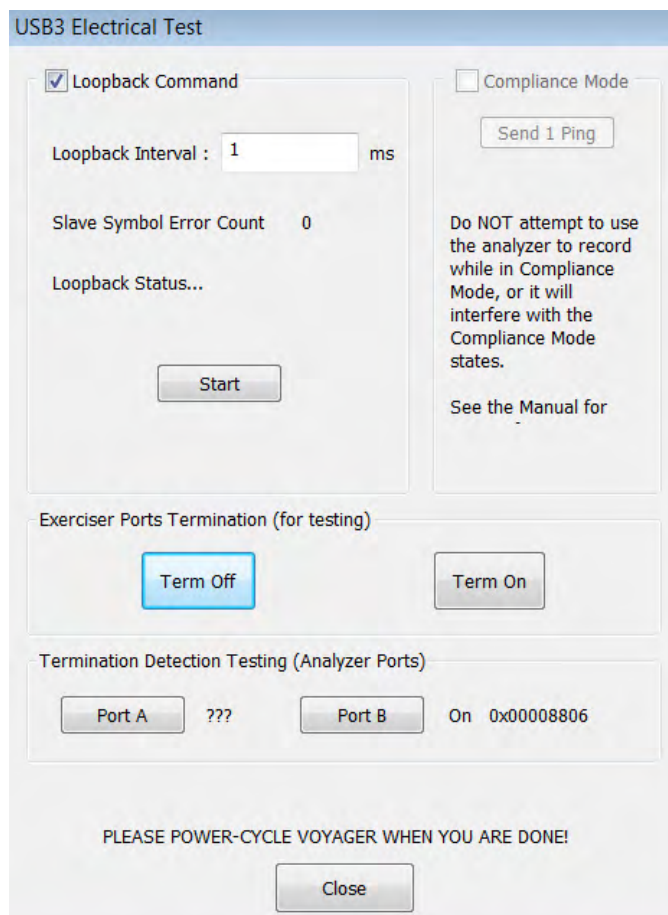 USB3 Electrical Test
Loopback Command
Loopback Interval : 1 ms
Slave Symbol Error Count 0
Loopback Status...
Start
Compliance Mode
Send 1 Ping
Do NOT attempt to use
the analyzer to record
while in Compliance
Mode, or it will
interfere with the
Compliance Mode
states.
See the Manual for
Exerciser Ports Termination (for testing)
Term Off
Term On
Termination Detection Testing (Analyzer Ports)
Port A ??? Port B On 0x00008806
PLEASE POWER-CYCLE VOYAGER WHEN YOU ARE DONE!
Close